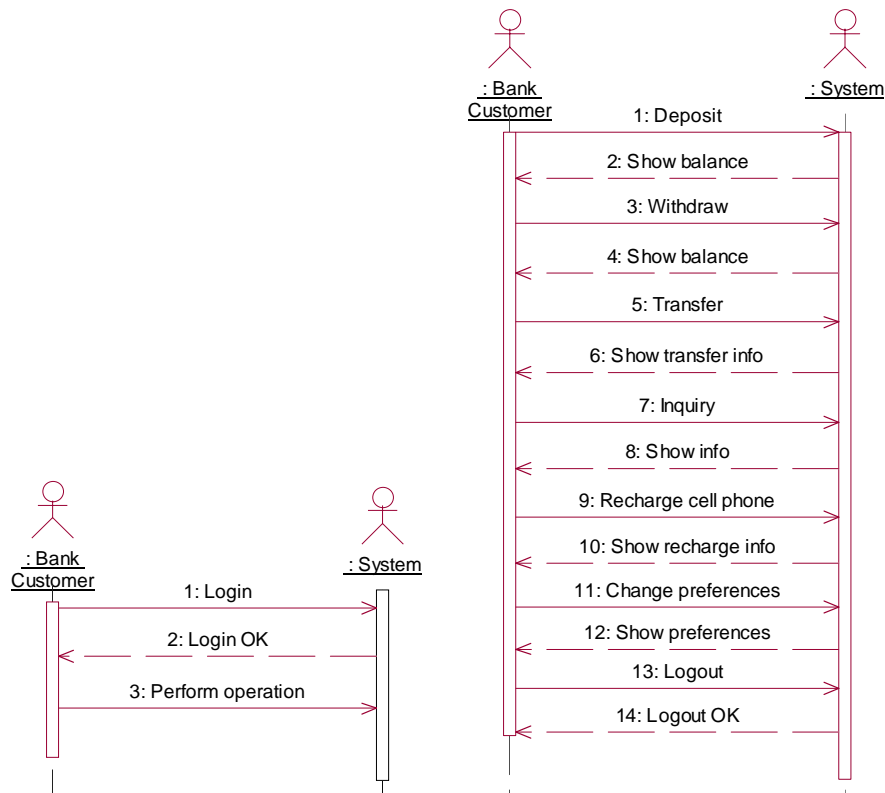 : Bank
Customer
: System
1: Login
2: Login OK
3: Perform operation
: Bank
Customer
: System
1: Deposit
2: Show balance
3: Withdraw
4: Show balance
5: Transfer
6: Show transfer info
7: Inquiry
8: Show info
9: Recharge cell phone
10: Show recharge info
11: Change preferences
12: Show preferences
13: Logout
14: Logout OK